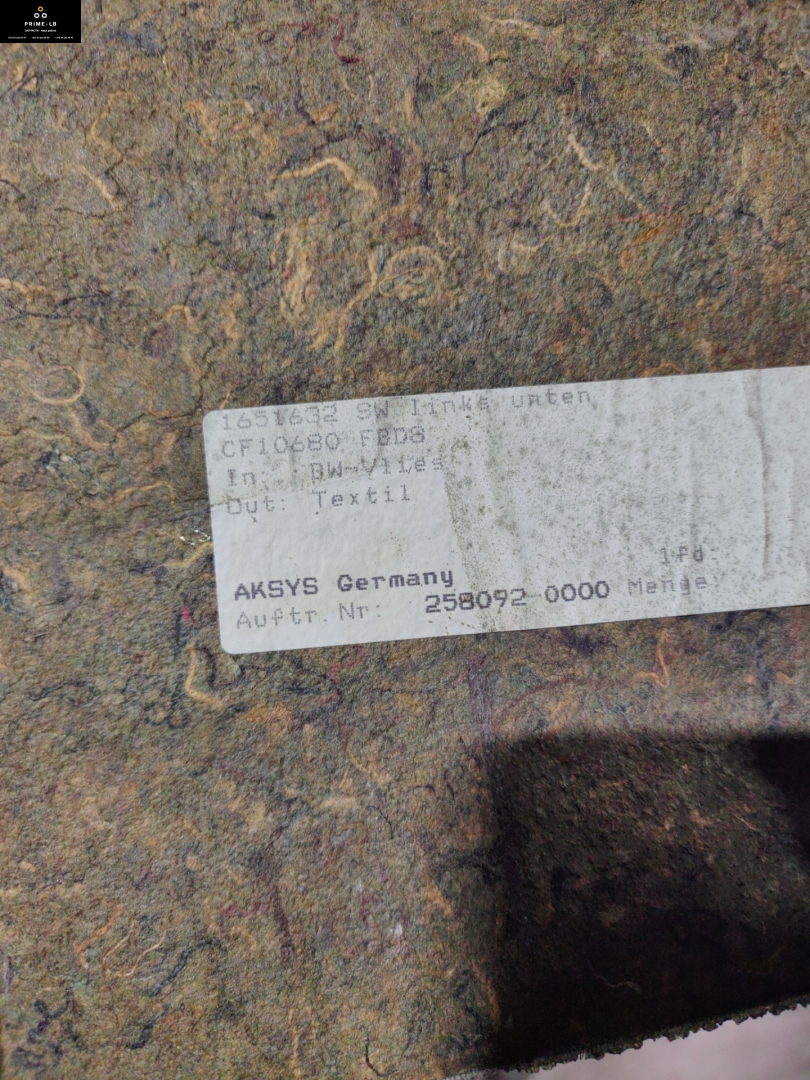 PRIME-LB
1651632 SW links unten
CF10680 FBDS
In: BW-Vlies
Out: Textil
lfd.
AKSYS Germany
Auftr.Nr: 258092-0000 Menge: